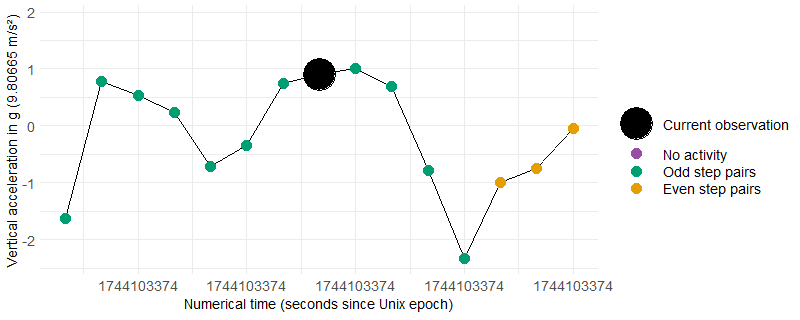 Vertical acceleration in g (9.80665 m/s²)
2
1
0
-1
-2
1744103374 1744103374 1744103374 1744103374 1744103374
Numerical time (seconds since Unix epoch)
Current observation
No activity
Odd step pairs
Even step pairs